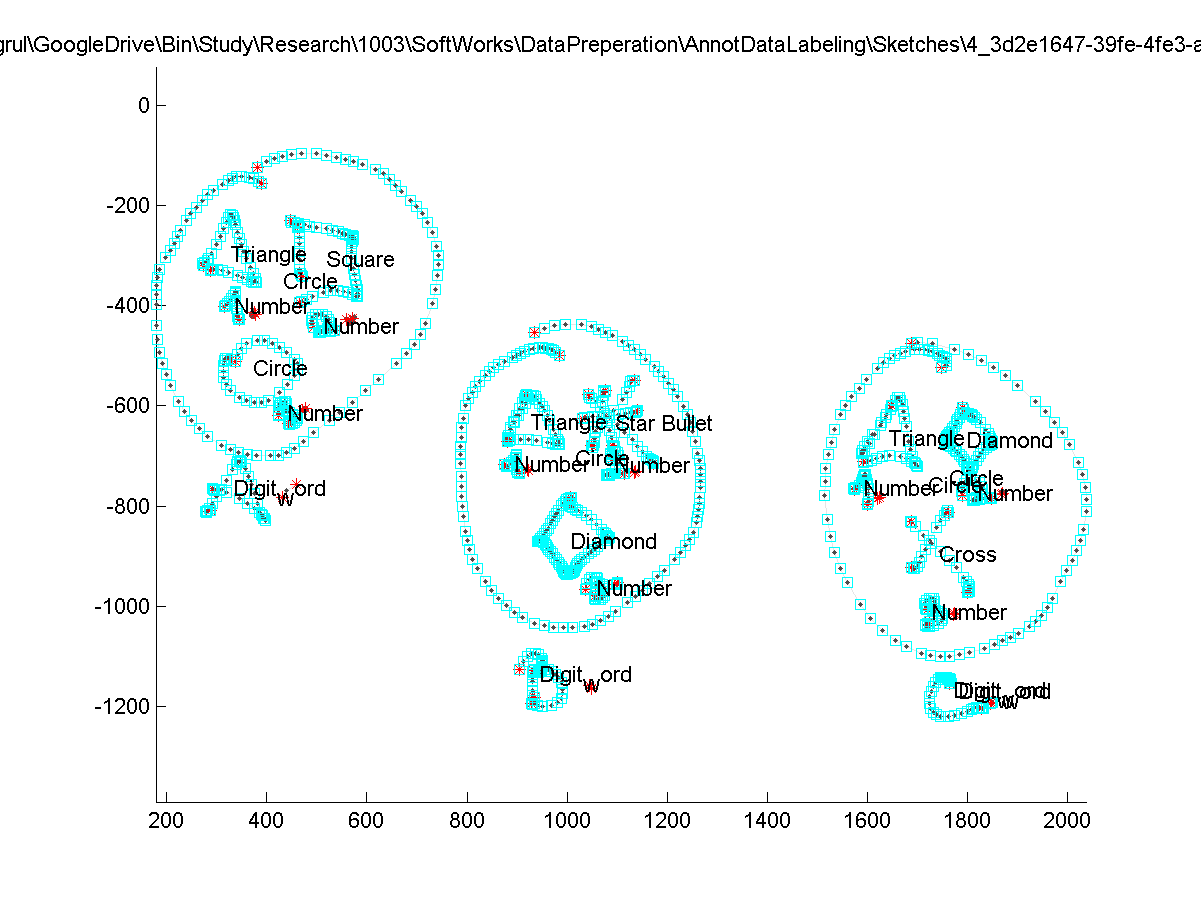 grul\GoogleDrive\Bin\Study\Research\1003\SoftWorks\DataPreperation\AnnotDataLabeling\Sketches\4_3d2e1647-39fe-4fe3-a
0
-200
-400
-600
-800
-1000
-1200
Triangle
Square
Circle
Number
Number
Circle
Number
Digit_word
Triangle
Star Bullet
Circle
Number
Number
Diamond
Number
Digit_word
Triangle
Diamond
Circle
Circle
Number
Number
Cross
Number
Digit_word
Digit_word
200 400 600 800 1000 1200 1400 1600 1800 2000